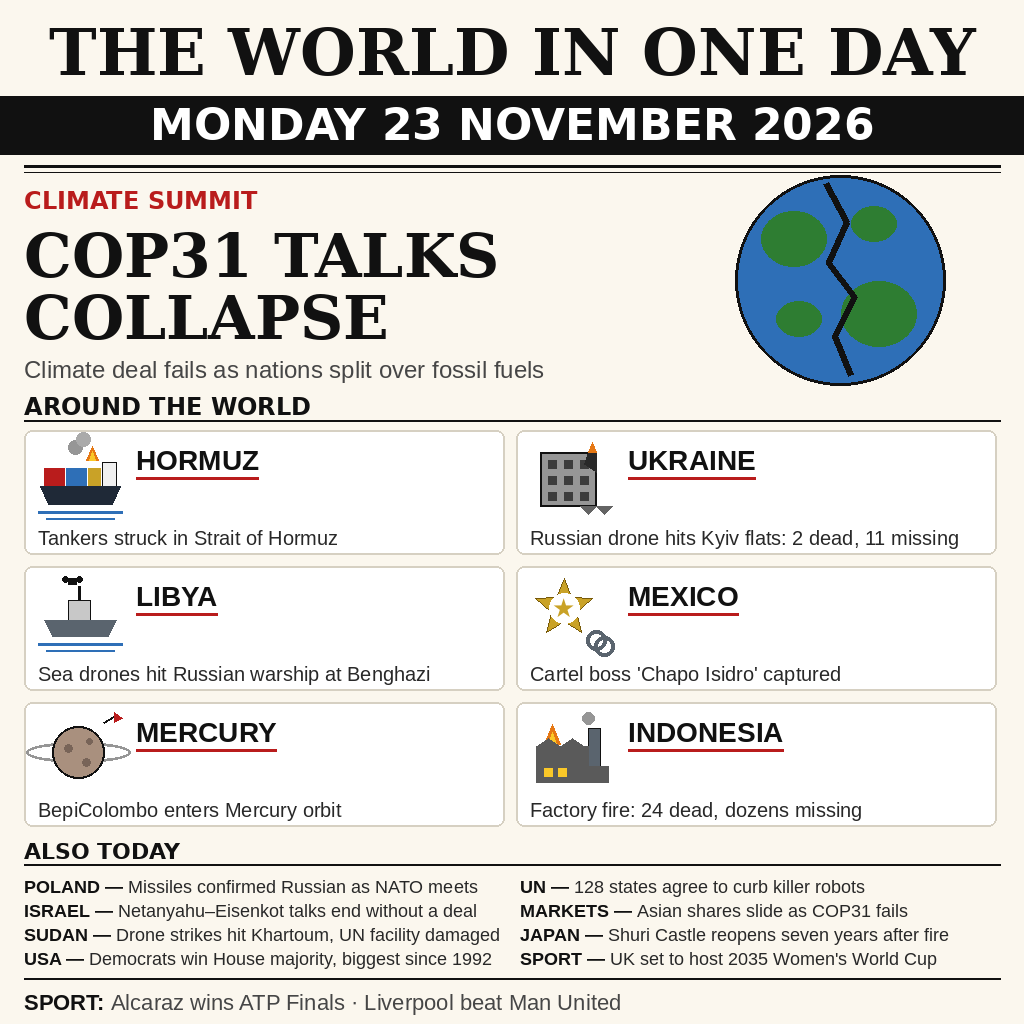 THE WORLD IN ONE DAY
MONDAY 23 NOVEMBER 2026
CLIMATE SUMMIT
COP31 TALKS
COLLAPSE
Climate deal fails as nations split over fossil fuels
AROUND THE WORLD
HORMUZ
Tankers struck in Strait of Hormuz
UKRAINE
Russian drone hits Kyiv flats: 2 dead, 11 missing
LIBYA
Sea drones hit Russian warship at Benghazi
MEXICO
Cartel boss 'Chapo Isidro' captured
MERCURY
BepiColombo enters Mercury orbit
INDONESIA
Factory fire: 24 dead, dozens missing
ALSO TODAY
POLAND — Missiles confirmed Russian as NATO meets
ISRAEL — Netanyahu–Eisenkot talks end without a deal
SUDAN — Drone strikes hit Khartoum, UN facility damaged
USA — Democrats win House majority, biggest since 1992
UN — 128 states agree to curb killer robots
MARKETS — Asian shares slide as COP31 fails
JAPAN — Shuri Castle reopens seven years after fire
SPORT — UK set to host 2035 Women's World Cup
SPORT: Alcaraz wins ATP Finals · Liverpool beat Man United